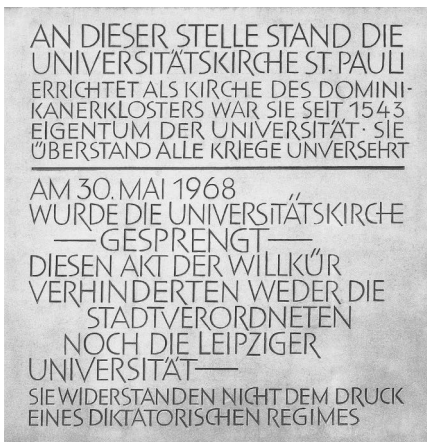 AN DIESER STELLE STAND DIE
UNIVERSITÄTSKIRCHE ST. PAULI
ERRICHTET ALS KIRCHE DES DOMINI-
KANERKLOSTERS WAR SIE SEIT 1543
EIGENTUM DER UNIVERSITÄT · SIE
ÜBERSTAND ALLE KRIEGE UNVERSEHRT
AM 30. MAI 1968
WURDE DIE UNIVERSITÄTSKIRCHE
—GESPRENGT—
DIESEN AKT DER WILLKÜR
VERHINDERTEN WEDER DIE
STADTVERORDNETEN
NOCH DIE LEIPZIGER
UNIVERSITÄT—
SIE WIDERSTANDEN NICHT DEM DRUCK
EINES DIKTATORISCHEN REGIMES